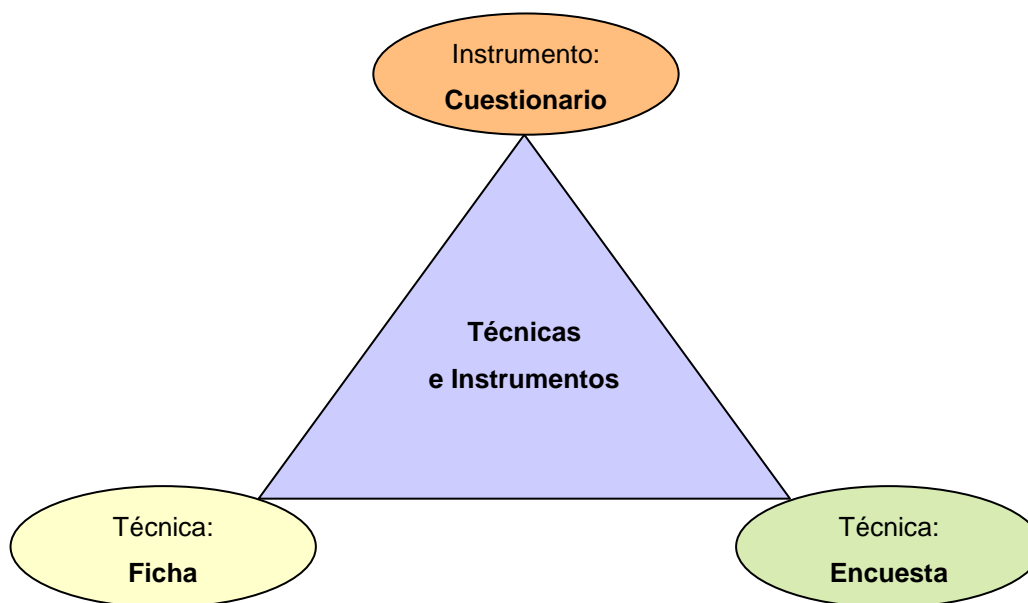 Instrumento:
Cuestionario
Técnicas
e Instrumentos
Técnica:
Ficha
Técnica:
Encuesta